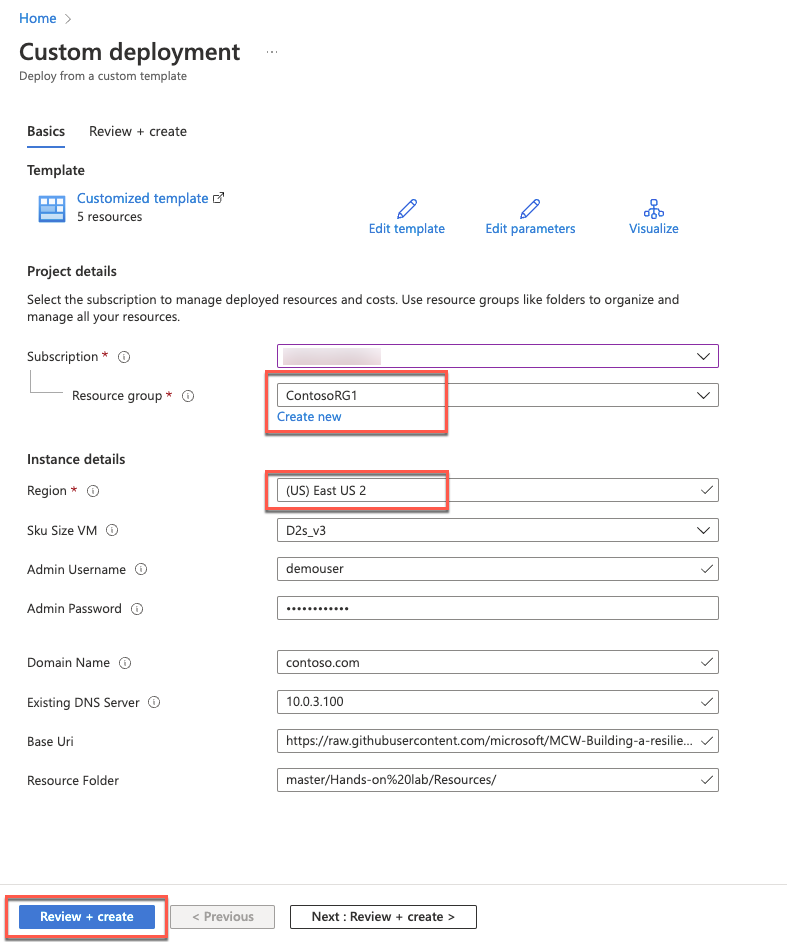 Home >
Custom deployment ...
Deploy from a custom template
Basics Review + create
Template
Customized template
5 resources
Edit template Edit parameters Visualize
Project details
Select the subscription to manage deployed resources and costs. Use resource groups like folders to organize and
manage all your resources.
Subscription *
Resource group * ContosoRG1
Create new
Instance details
Region * (US) East US 2
Sku Size VM D2s_v3
Admin Username demouser
Admin Password ••••••••••••
Domain Name contoso.com
Existing DNS Server 10.0.3.100
Base Uri https://raw.githubusercontent.com/microsoft/MCW-Building-a-resilie...
Resource Folder master/Hands-on%20lab/Resources/
Review + create < Previous Next : Review + create >